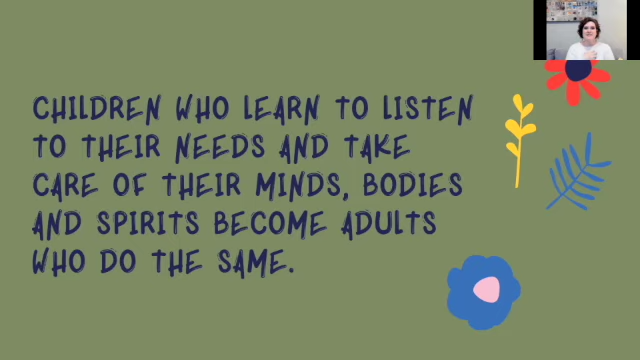 CHILDREN WHO LEARN TO LISTEN
TO THEIR NEEDS AND TAKE
CARE OF THEIR MINDS, BODIES
AND SPIRITS BECOME ADULTS
WHO DO THE SAME.